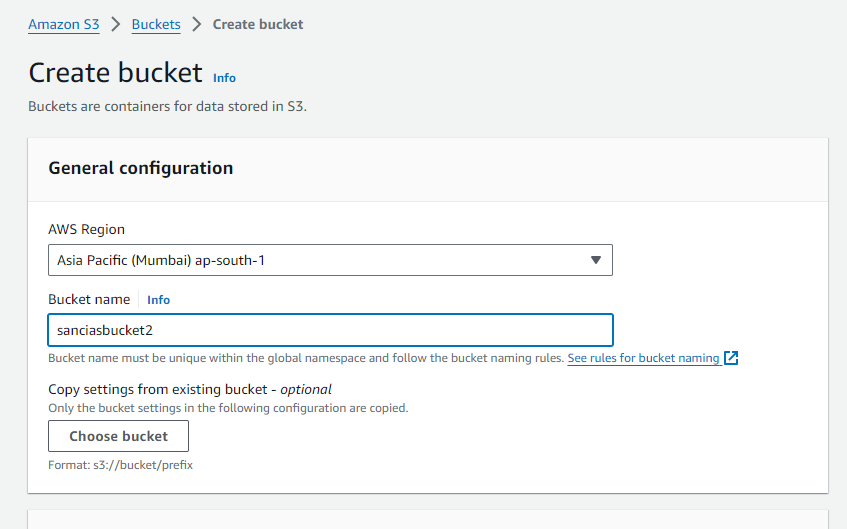 Amazon S3 > Buckets > Create bucket
Create bucket Info
Buckets are containers for data stored in S3.
General configuration
AWS Region
Asia Pacific (Mumbai) ap-south-1
Bucket name Info
sanciasbucket2
Bucket name must be unique within the global namespace and follow the bucket naming rules. See rules for bucket naming
Copy settings from existing bucket - optional
Only the bucket settings in the following configuration are copied.
Choose bucket
Format: s3://bucket/prefix